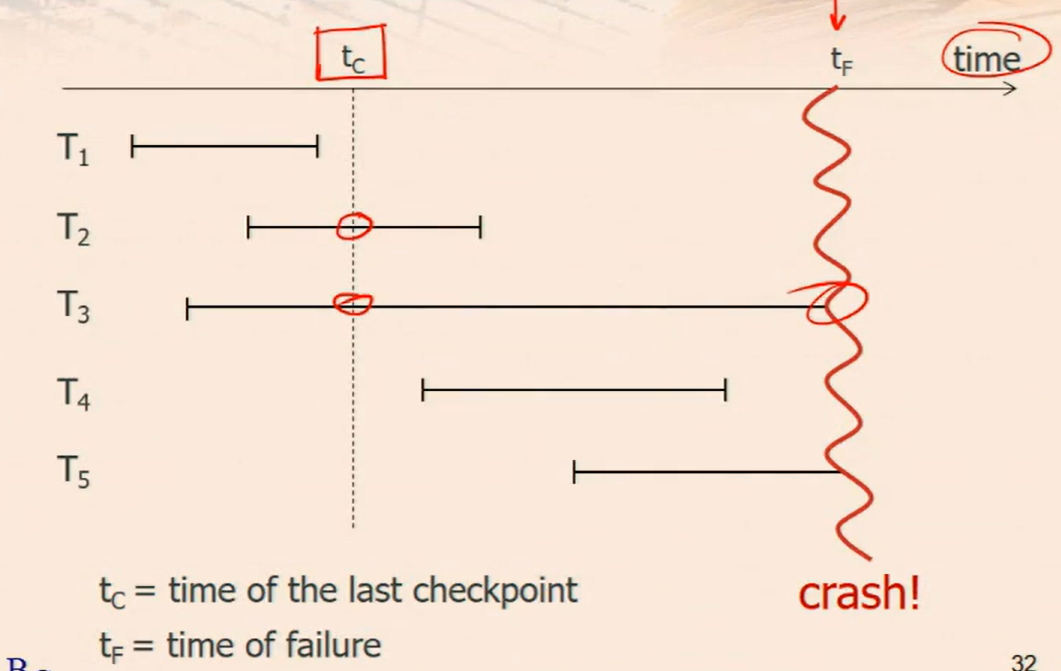 t_C t_F time
T_1
T_2
T_3
T_4
T_5
t_C = time of the last checkpoint
crash!
t_F = time of failure
32